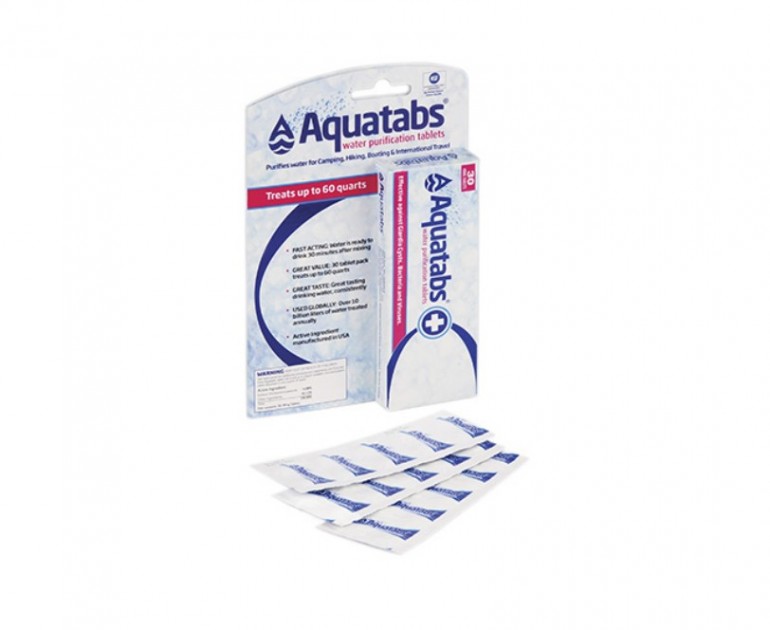 NSF
Aquatabs®
water purification tablets
Purifies water for Camping, Hiking, Boating & International Travel
Treats up to 60 quarts
• FAST ACTING: Water is ready to
drink 30 minutes after mixing
• GREAT VALUE: 30 tablet pack
treats up to 60 quarts
• GREAT TASTE: Great tasting
drinking water, consistently
• USED GLOBALLY: Over 10
billion liters of water treated
annually
• Active ingredient
manufactured in USA
WARNING
Aquatabs
30
Aquatabs®
water purification tablets
Effective against Giardia Cysts, Bacteria and Viruses.